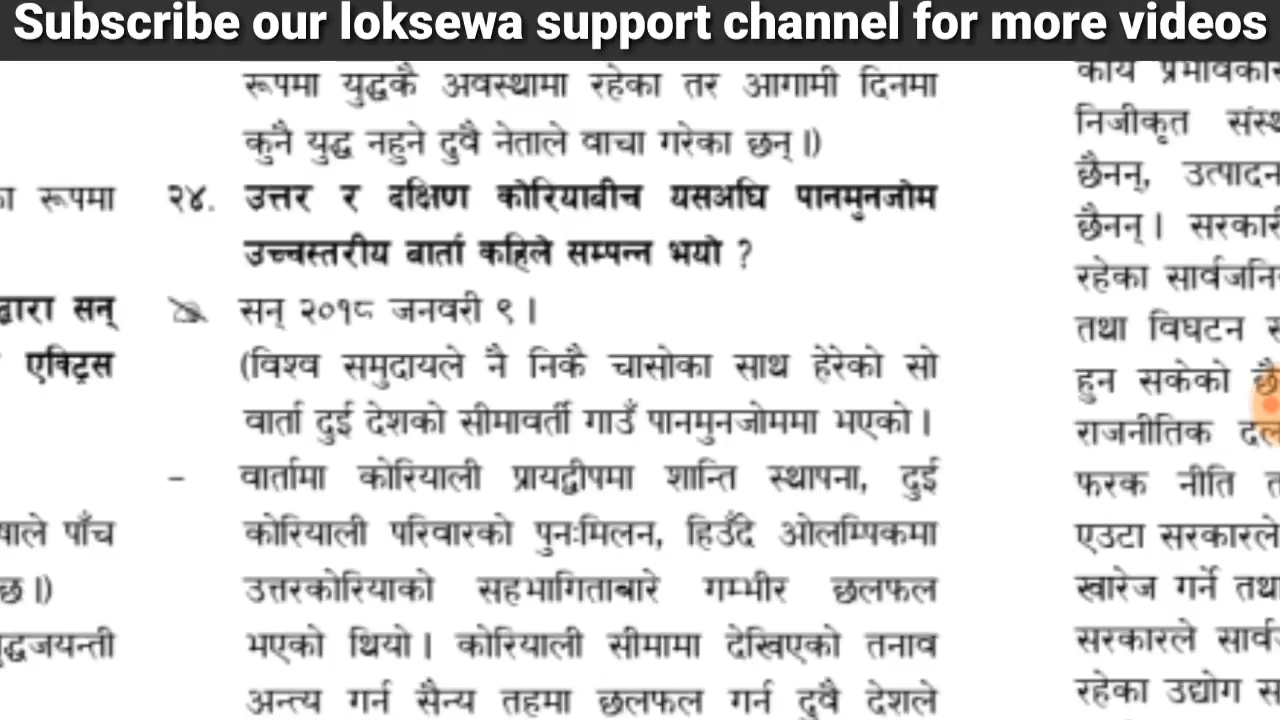 Subscribe our loksewa support channel for more videos
रूपमा युद्धकै अवस्थामा रहेका तर आगामी दिनमा
कुनै युद्ध नहुने दुवै नेताले वाचा गरेका छन् ।)
२४. उत्तर र दक्षिण कोरियाबीच यसअघि पानमुनजोम
उच्चस्तरीय वार्ता कहिले सम्पन्न भयो ?
सन् २०१८ जनवरी ९ ।
(विश्व समुदायले नै निकै चासोका साथ हेरेको सो
वार्ता दुई देशको सीमावर्ती गाउँ पानमुनजोममा भएको ।
- वार्तामा कोरियाली प्रायद्वीपमा शान्ति स्थापना, दुई
कोरियाली परिवारको पुनःमिलन, हिउँदे ओलम्पिकमा
उत्तरकोरियाको सहभागिताबारे गम्भीर छलफल
भएको थियो । कोरियाली सीमामा देखिएको तनाव
अन्त्य गर्न सैन्य तहमा छलफल गर्न दुवै देशले
रूपमा
द्वारा सन्
एक्ट्रिस
पाँच
छ ।)
कार्य
निजीकृत
छैनन्, उत्पादन
छैनन् ।
रहेका
तथा विघटन
हुन सकेको
राजनीतिक
फरक नीति
एउटा सरकारले
खारेज गर्ने तथा
सरकारले
रहेका उद्योग